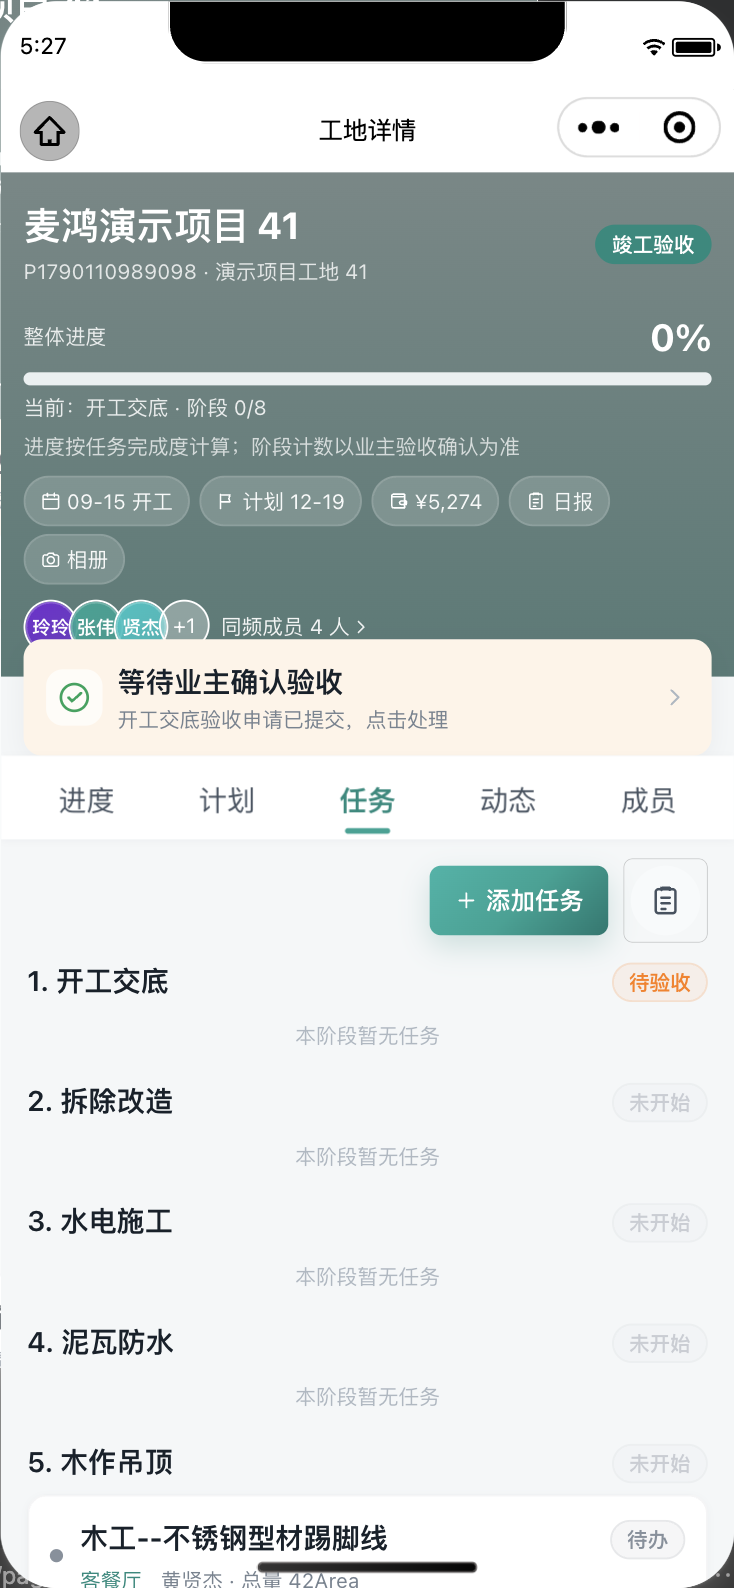 5:27
工地详情
麦鸿演示项目 41
竣工验收
P1790110989098 · 演示项目工地 41
整体进度
0%
当前：开工交底 · 阶段 0/8
进度按任务完成度计算；阶段计数以业主验收确认为准
09-15 开工
计划 12-19
¥5,274
日报
相册
玲玲
张伟
贤杰
+1
同频成员 4 人
等待业主确认验收
开工交底验收申请已提交，点击处理
进度
计划
任务
动态
成员
+ 添加任务
1. 开工交底
待验收
本阶段暂无任务
2. 拆除改造
未开始
本阶段暂无任务
3. 水电施工
未开始
本阶段暂无任务
4. 泥瓦防水
未开始
本阶段暂无任务
5. 木作吊顶
未开始
木工--不锈钢型材踢脚线
待办
客餐厅 黄贤杰 · 总量 42Area